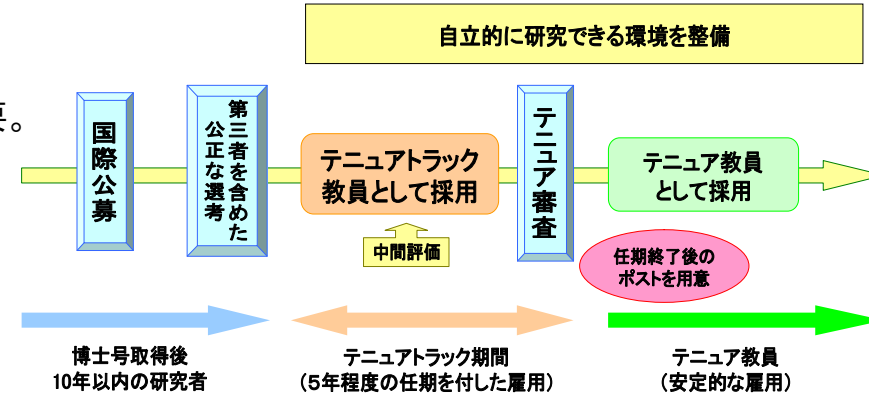 自立的に研究できる環境を整備
。
国際公募
第三者を含めた
公正な選考
テニュアトラック
教員として採用
中間評価
テニュア審査
テニュア教員
として採用
任期終了後の
ポストを用意
博士号取得後
10年以内の研究者
テニュアトラック期間
(5年程度の任期を付した雇用)
テニュア教員
(安定的な雇用)